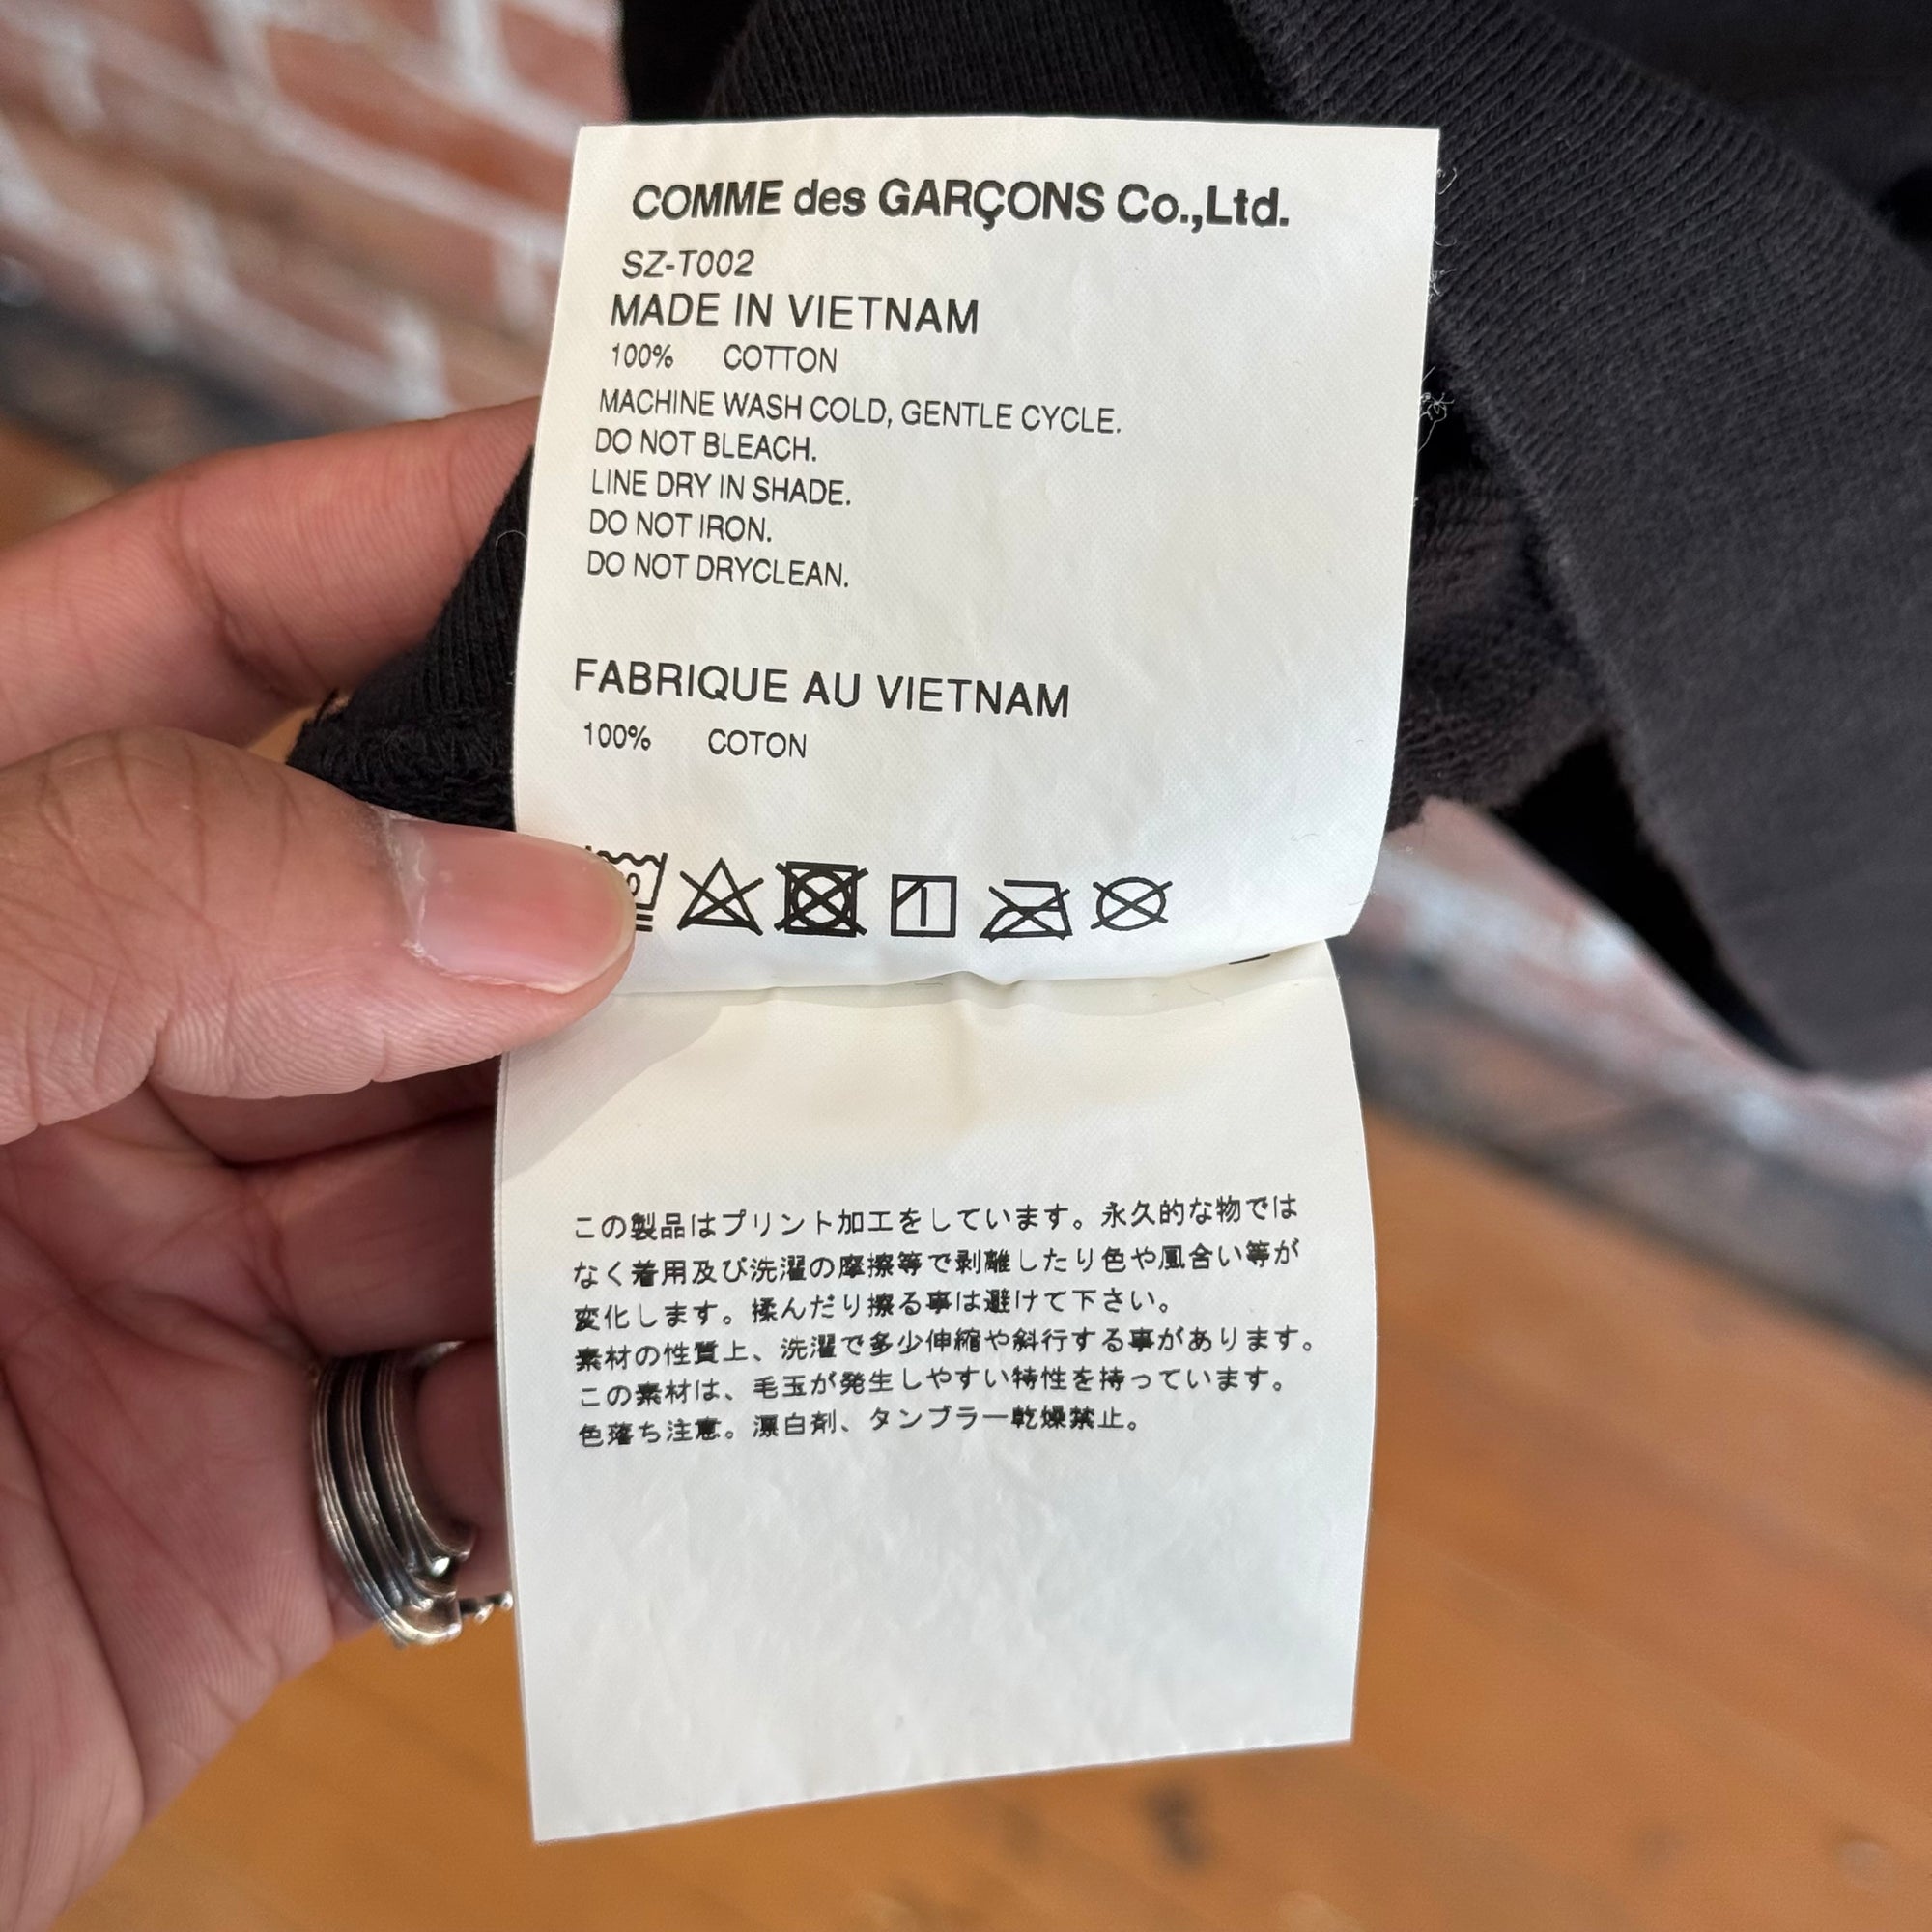 COMME des GARÇONS Co.,Ltd.
SZ-T002
MADE IN VIETNAM
100% COTTON
MACHINE WASH COLD, GENTLE CYCLE.
DO NOT BLEACH.
LINE DRY IN SHADE.
DO NOT IRON.
DO NOT DRYCLEAN.
FABRIQUE AU VIETNAM
100% COTON
この製品はプリント加工をしています。永久的な物では
なく着用及び洗濯の摩擦等で剥離したり色や風合い等が
変化します。揉んだり擦る事は避けて下さい。
素材の性質上、洗濯で多少伸縮や斜行する事があります。
この素材は、毛玉が発生しやすい特性を持っています。
色落ち注意。漂白剤、タンブラー乾燥禁止。